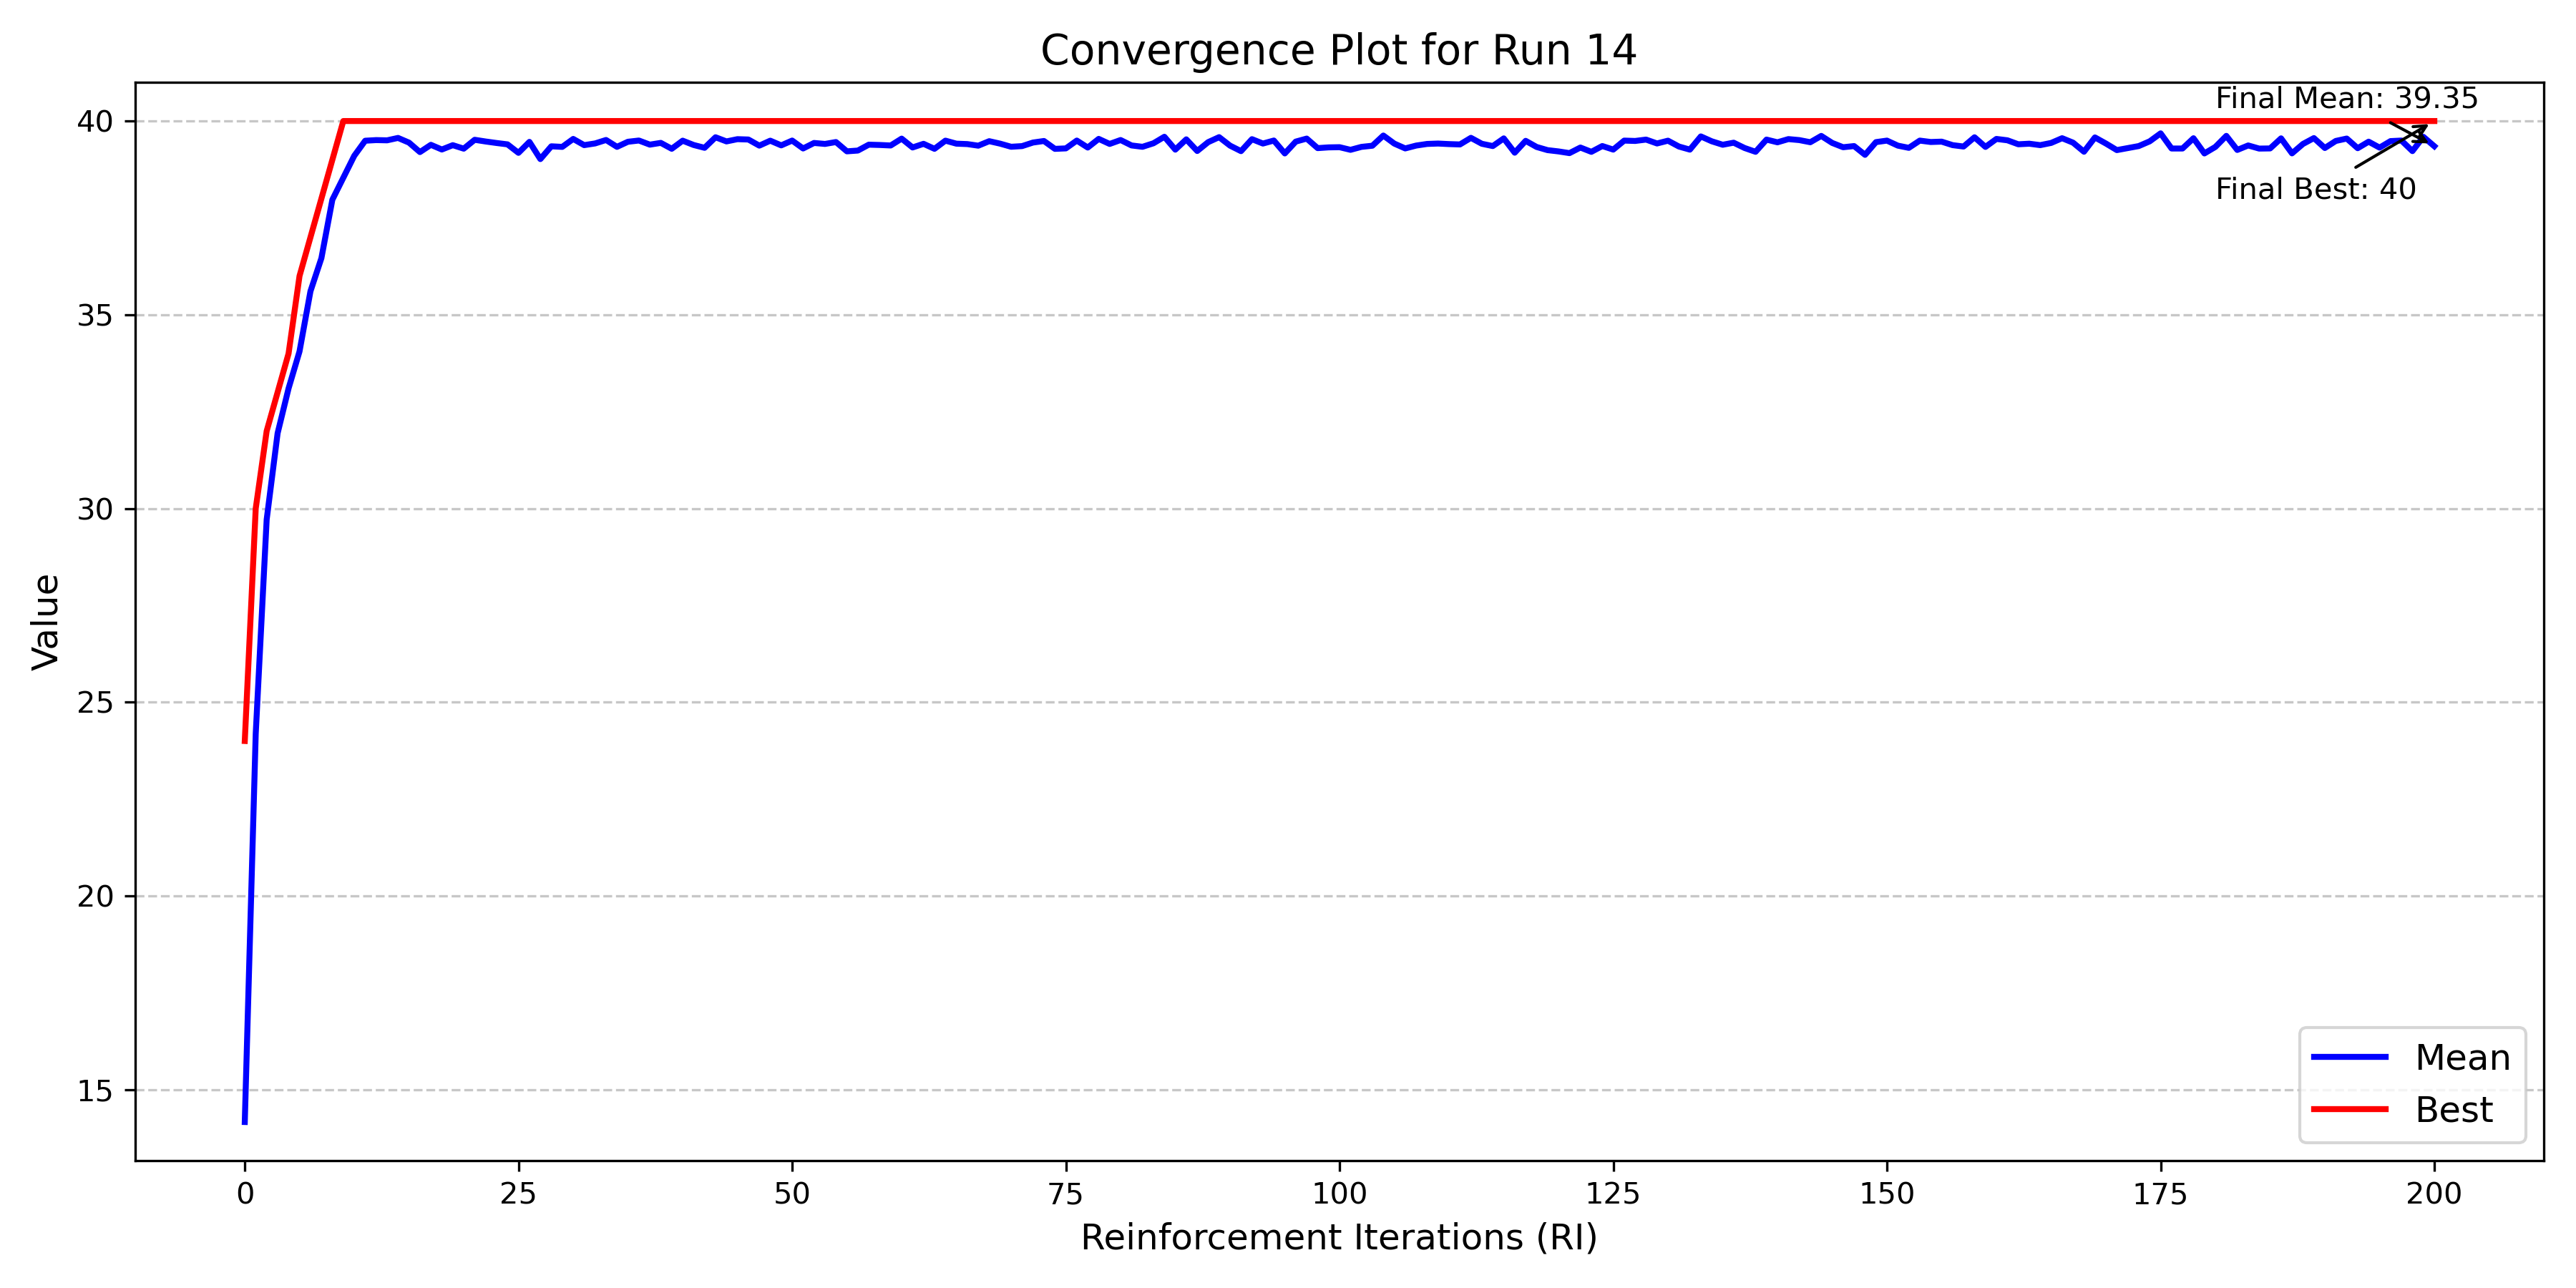 Convergence Plot for Run 14
Final Mean: 39.35
Final Best: 40
Value
40
35
30
25
20
15
0 25 50 75 100 125 150 175 200
Reinforcement Iterations (RI)
Mean
Best